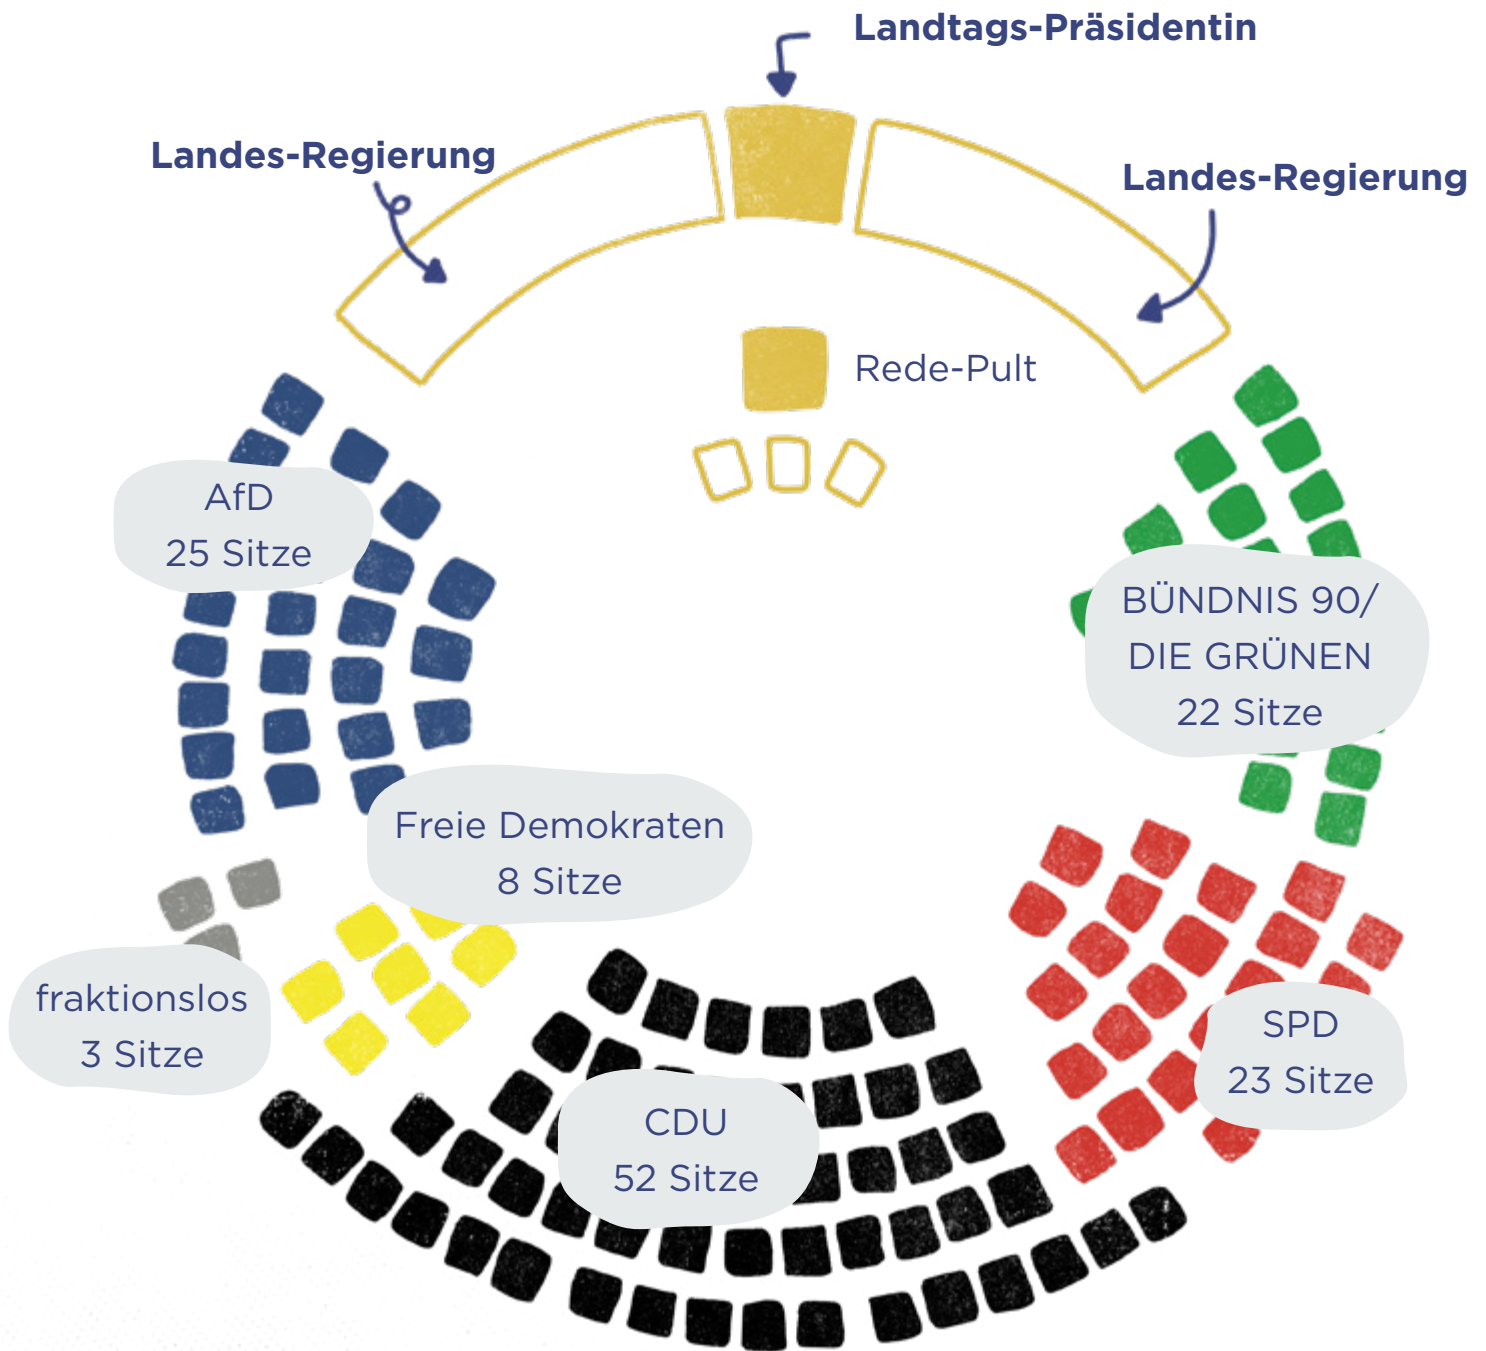 Landtags-Präsidentin
Landes-Regierung
Landes-Regierung
Rede-Pult
AfD
25 Sitze
BÜNDNIS 90/
DIE GRÜNEN
22 Sitze
Freie Demokraten
8 Sitze
fraktionslos
3 Sitze
SPD
23 Sitze
CDU
52 Sitze